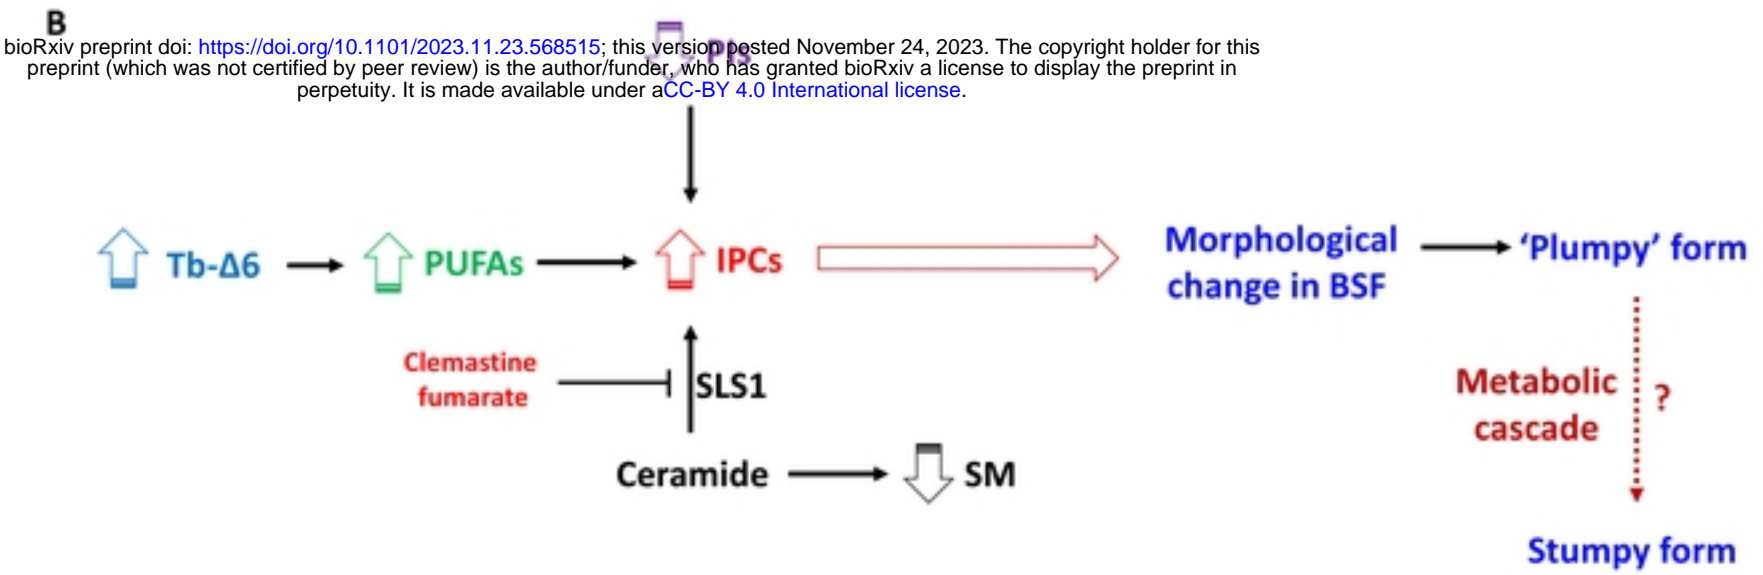 B
bioRxiv preprint doi: https://doi.org/10.1101/2023.11.23.568515; this version posted November 24, 2023. The copyright holder for this
preprint (which was not certified by peer review) is the author/funder, who has granted bioRxiv a license to display the preprint in
perpetuity. It is made available under aCC-BY 4.0 International license.
PIs
Tb-Δ6
PUFAs
IPCs
Morphological
change in BSF
‘Plumpy’ form
Clemastine
fumarate
SLS1
Metabolic
cascade
?
Ceramide
SM
Stumpy form